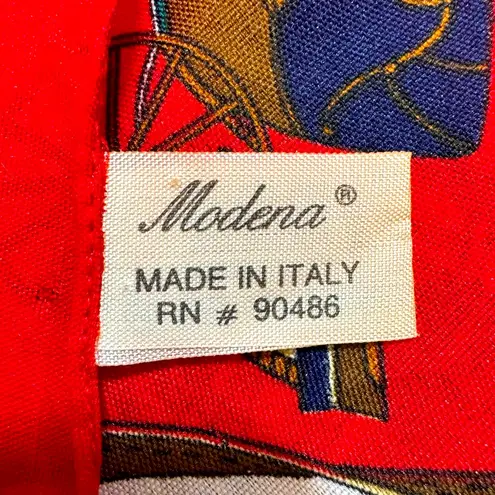 Modena®
MADE IN ITALY
RN # 90486